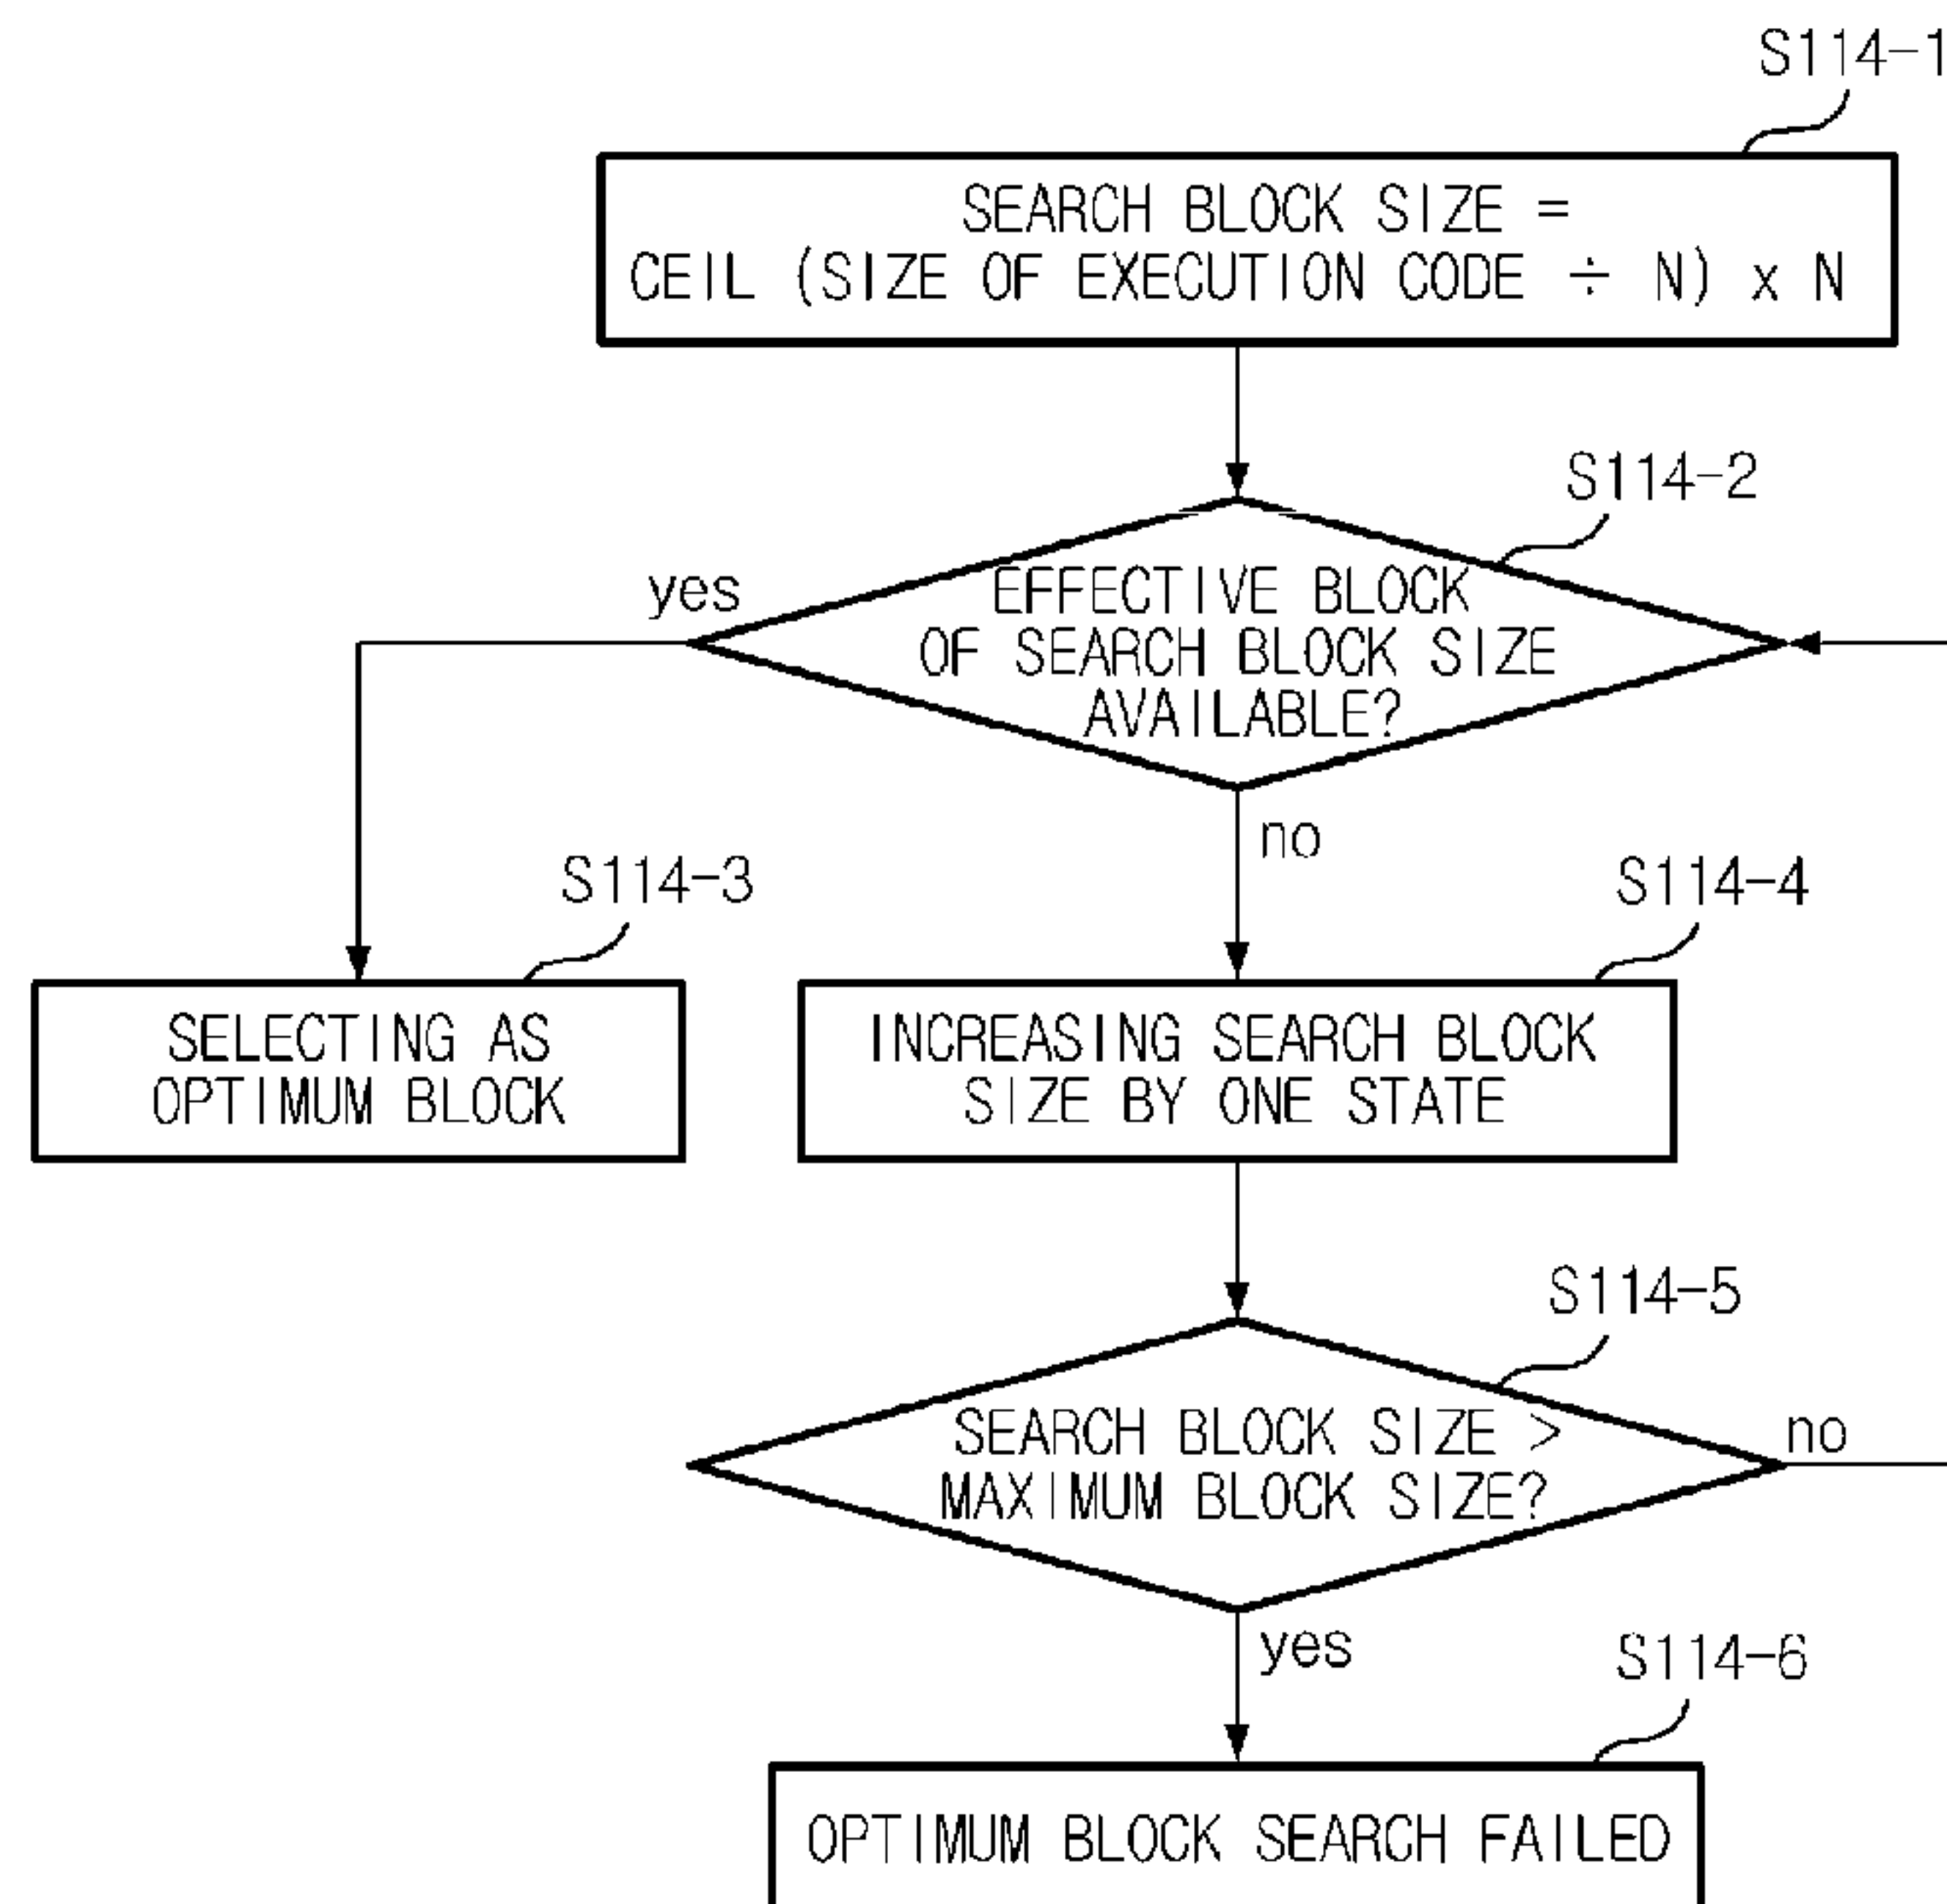 S114-1
SEARCH BLOCK SIZE =
CEIL (SIZE OF EXECUTION CODE ÷ N) x N
S114-2
yes
EFFECTIVE BLOCK
OF SEARCH BLOCK SIZE
AVAILABLE?
no
S114-3
S114-4
SELECTING AS
OPTIMUM BLOCK
INCREASING SEARCH BLOCK
SIZE BY ONE STATE
S114-5
SEARCH BLOCK SIZE >
MAXIMUM BLOCK SIZE?
no
yes
S114-6
OPTIMUM BLOCK SEARCH FAILED